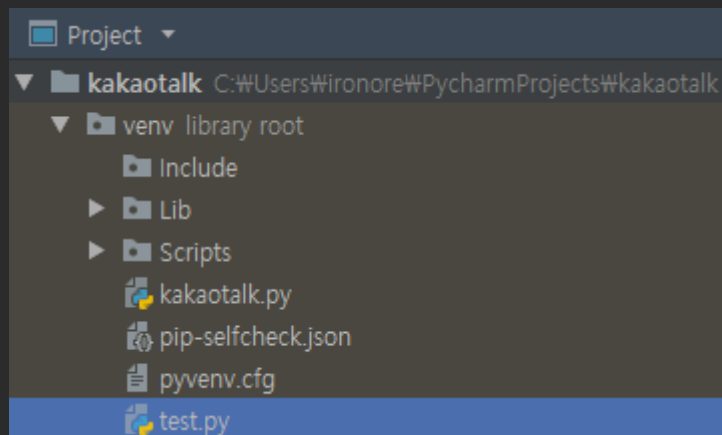 Project
kakaotalk C:₩Users₩ironore₩PycharmProjects₩kakaotalk
venv library root
Include
Lib
Scripts
kakaotalk.py
pip-selfcheck.json
pyvenv.cfg
test.py